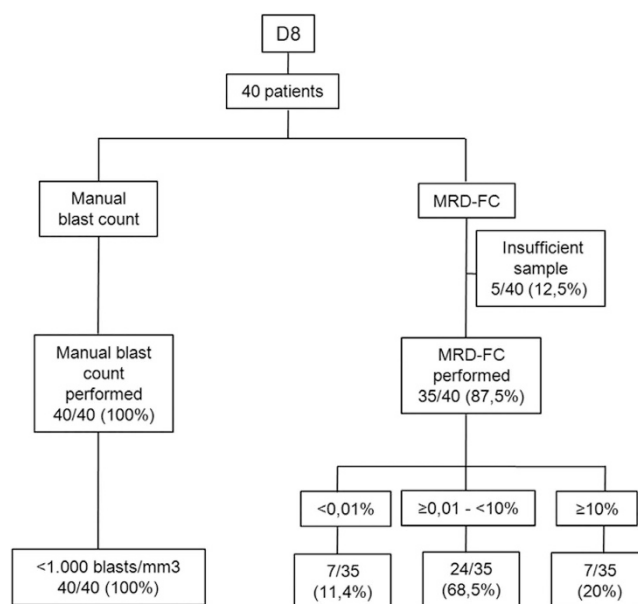 D8
40 patients
Manual
blast count
MRD-FC
Insufficient
sample
5/40 (12,5%)
Manual blast
count
performed
40/40 (100%)
MRD-FC
performed
35/40 (87,5%)
<0,01%
≥0,01 - <10%
≥10%
<1.000 blasts/mm3
40/40 (100%)
7/35
(11,4%)
24/35
(68,5%)
7/35
(20%)